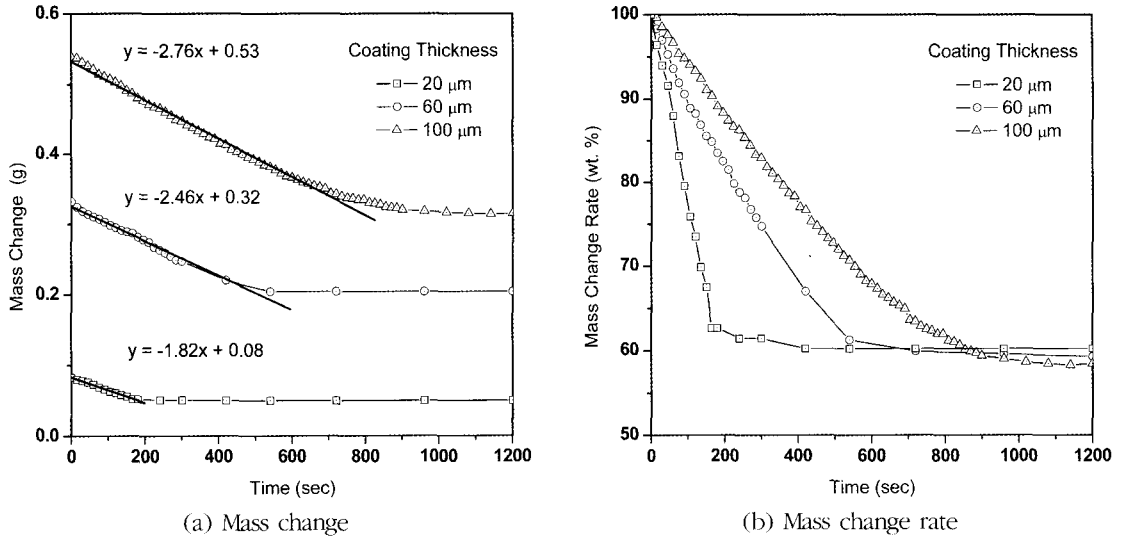 0.6
0.4
0.2
0.0
0
200
400
600
800
1000
1200
Mass Change (g)
Time (sec)
y = -2.76x + 0.53
y = -2.46x + 0.32
y = -1.82x + 0.08
Coating Thickness
20 μm
60 μm
100 μm
(a) Mass change
100
90
80
70
60
50
0
200
400
600
800
1000
1200
Mass Change Rate (wt. %)
Time (sec)
Coating Thickness
20 μm
60 μm
100 μm
(b) Mass change rate